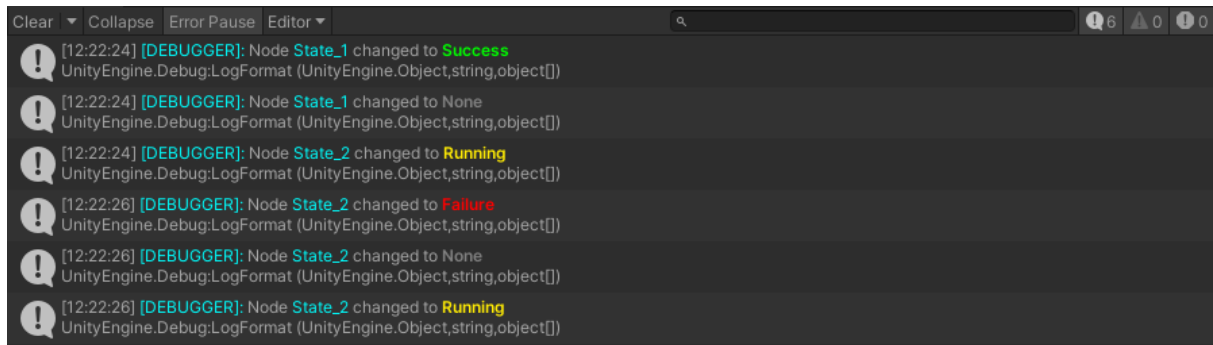 Clear Collapse Error Pause Editor 6 0 0
[12:22:24] [DEBUGGER]: Node State_1 changed to Success
UnityEngine.Debug:LogFormat (UnityEngine.Object,string,object[])
[12:22:24] [DEBUGGER]: Node State_1 changed to None
UnityEngine.Debug:LogFormat (UnityEngine.Object,string,object[])
[12:22:24] [DEBUGGER]: Node State_2 changed to Running
UnityEngine.Debug:LogFormat (UnityEngine.Object,string,object[])
[12:22:26] [DEBUGGER]: Node State_2 changed to Failure
UnityEngine.Debug:LogFormat (UnityEngine.Object,string,object[])
[12:22:26] [DEBUGGER]: Node State_2 changed to None
UnityEngine.Debug:LogFormat (UnityEngine.Object,string,object[])
[12:22:26] [DEBUGGER]: Node State_2 changed to Running
UnityEngine.Debug:LogFormat (UnityEngine.Object,string,object[])